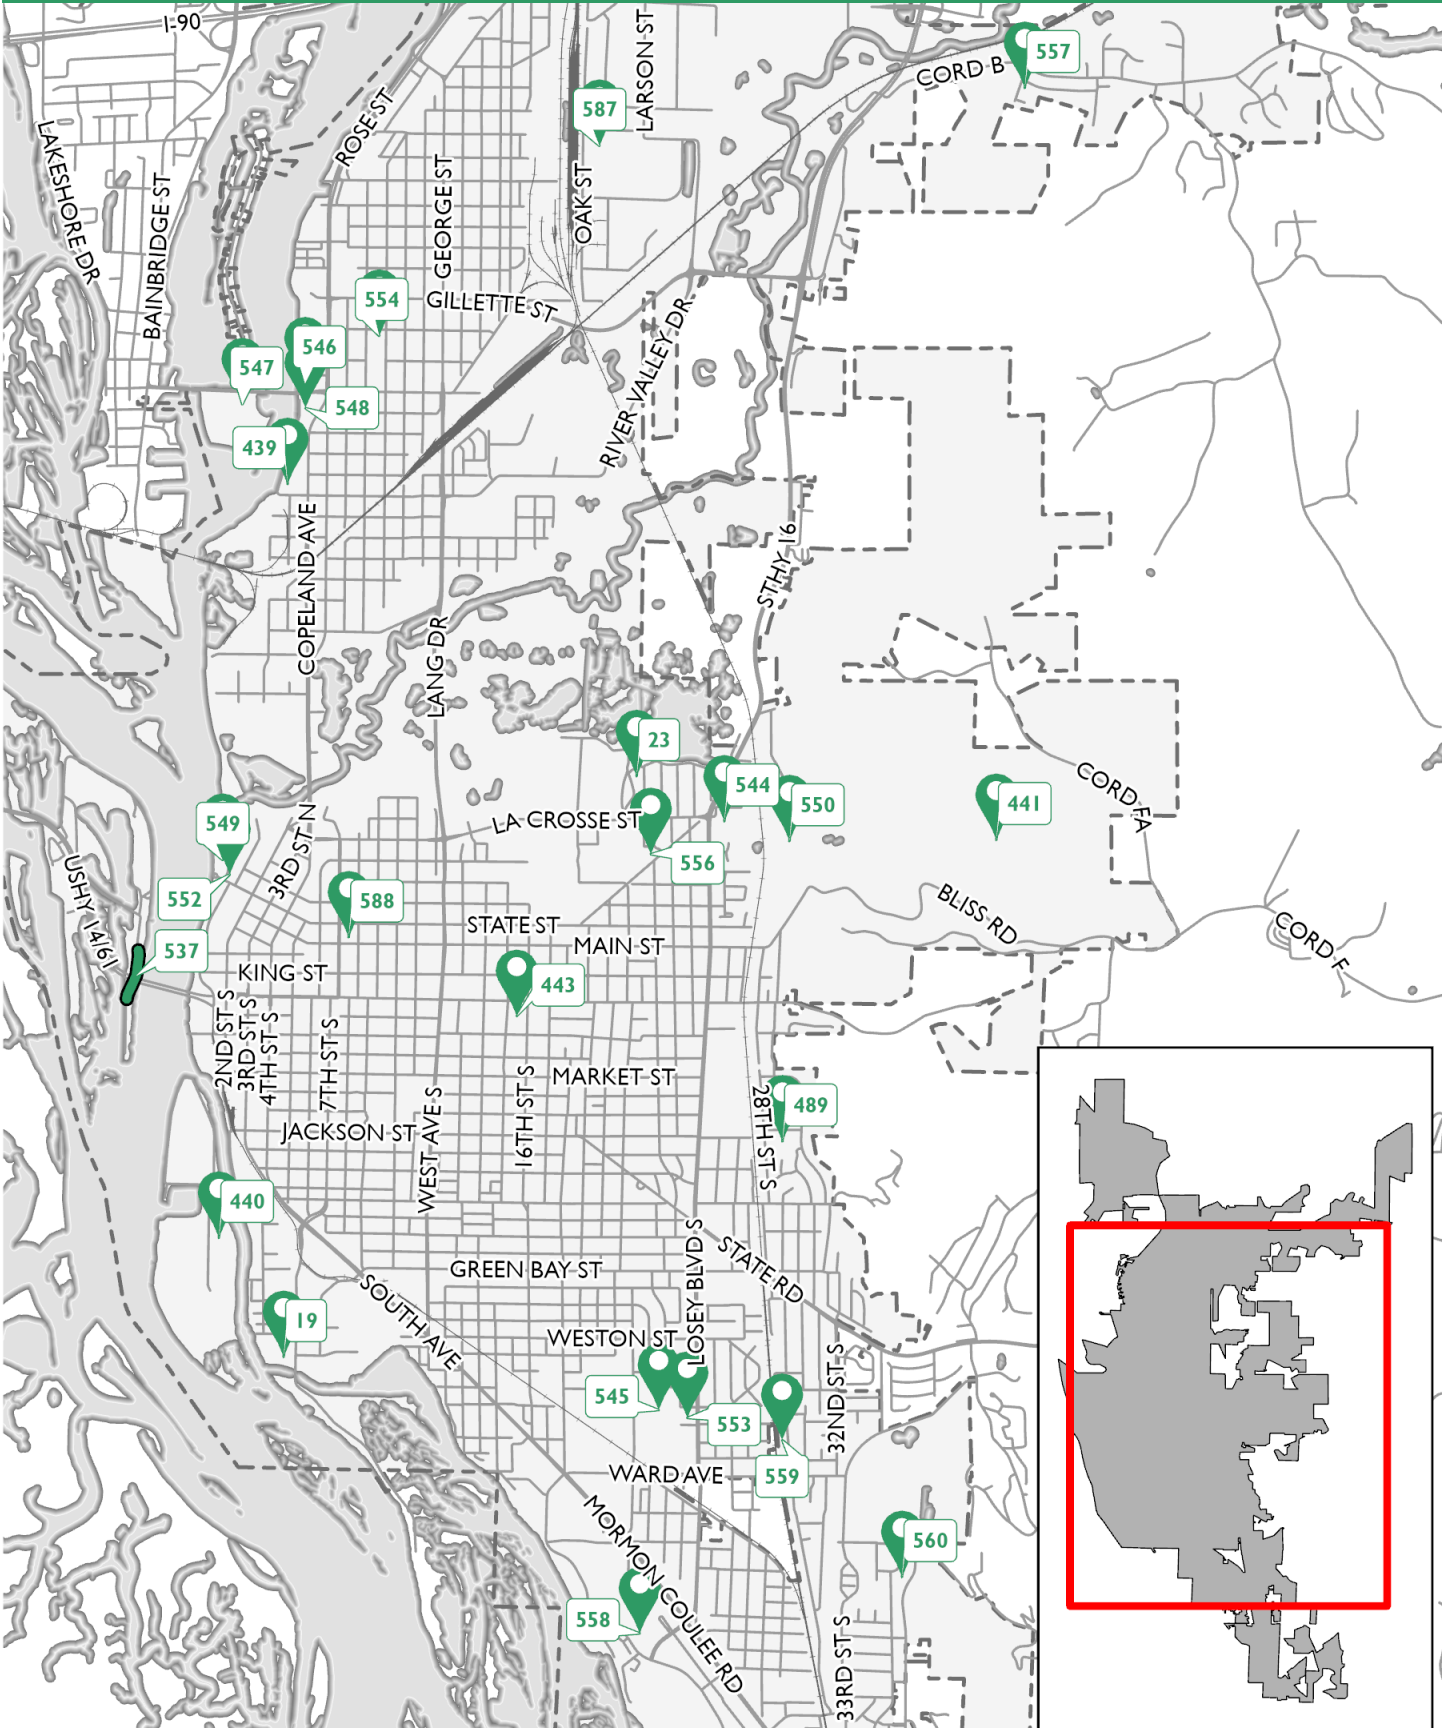 I-90
LARSON ST
557
CORD B
587
ROSE ST
LAKESHORE DR
BAINBRIDGE ST
GEORGE ST
OAK ST
554
GILLETTE ST
546
547
RIVER VALLEY DR
548
439
COPELAND AVE
STHY 16
LANG DR
23
544
550
441
CORD FA
LA CROSSE ST
549
556
3RD ST N
552
588
USHY 14/61
BLISS RD
STATE ST
MAIN ST
CORD F
537
KING ST
443
2ND ST S
3RD ST S
4TH ST S
7TH ST S
MARKET ST
16TH ST S
WEST AVE S
28TH ST S
489
JACKSON ST
440
LOSEY BLVD S
STATE RD
GREEN BAY ST
SOUTH AVE
19
WESTON ST
32ND ST S
545
553
559
WARD AVE
MORMON COULEE RD
560
558
33RD ST S